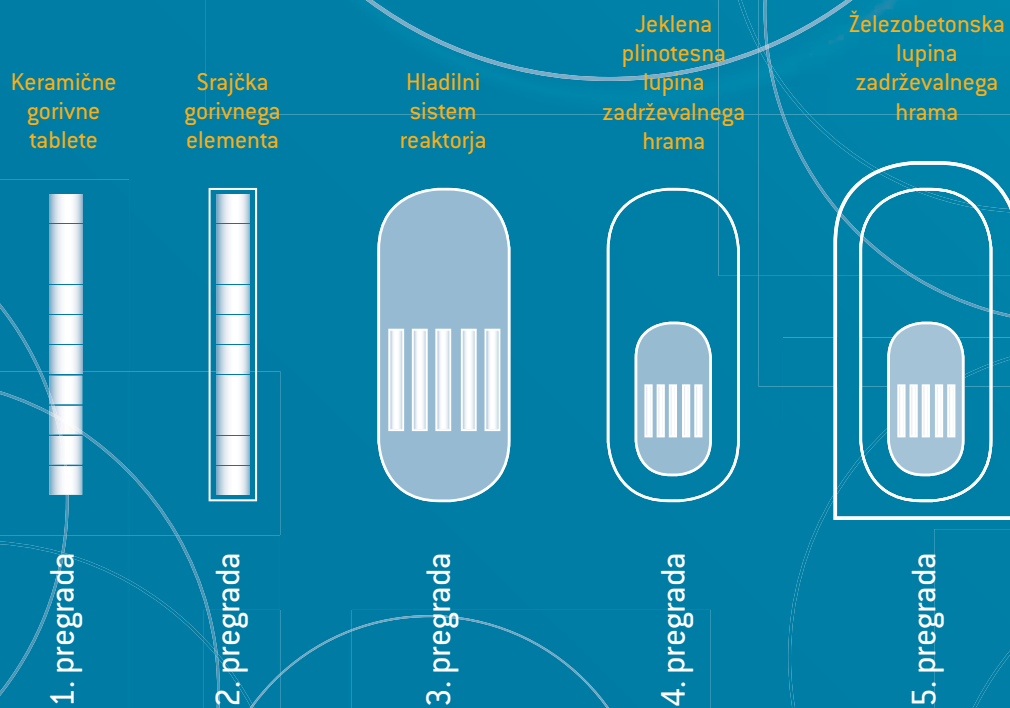 Keramične
gorivne
tablete
Srajčka
gorivnega
elementa
Hladilni
sistem
reaktorja
Jeklena
plinotesna
lupina
zadrževalnega
hrama
Železobetonska
lupina
zadrževalnega
hrama
1. pregrada
2. pregrada
3. pregrada
4. pregrada
5. pregrada